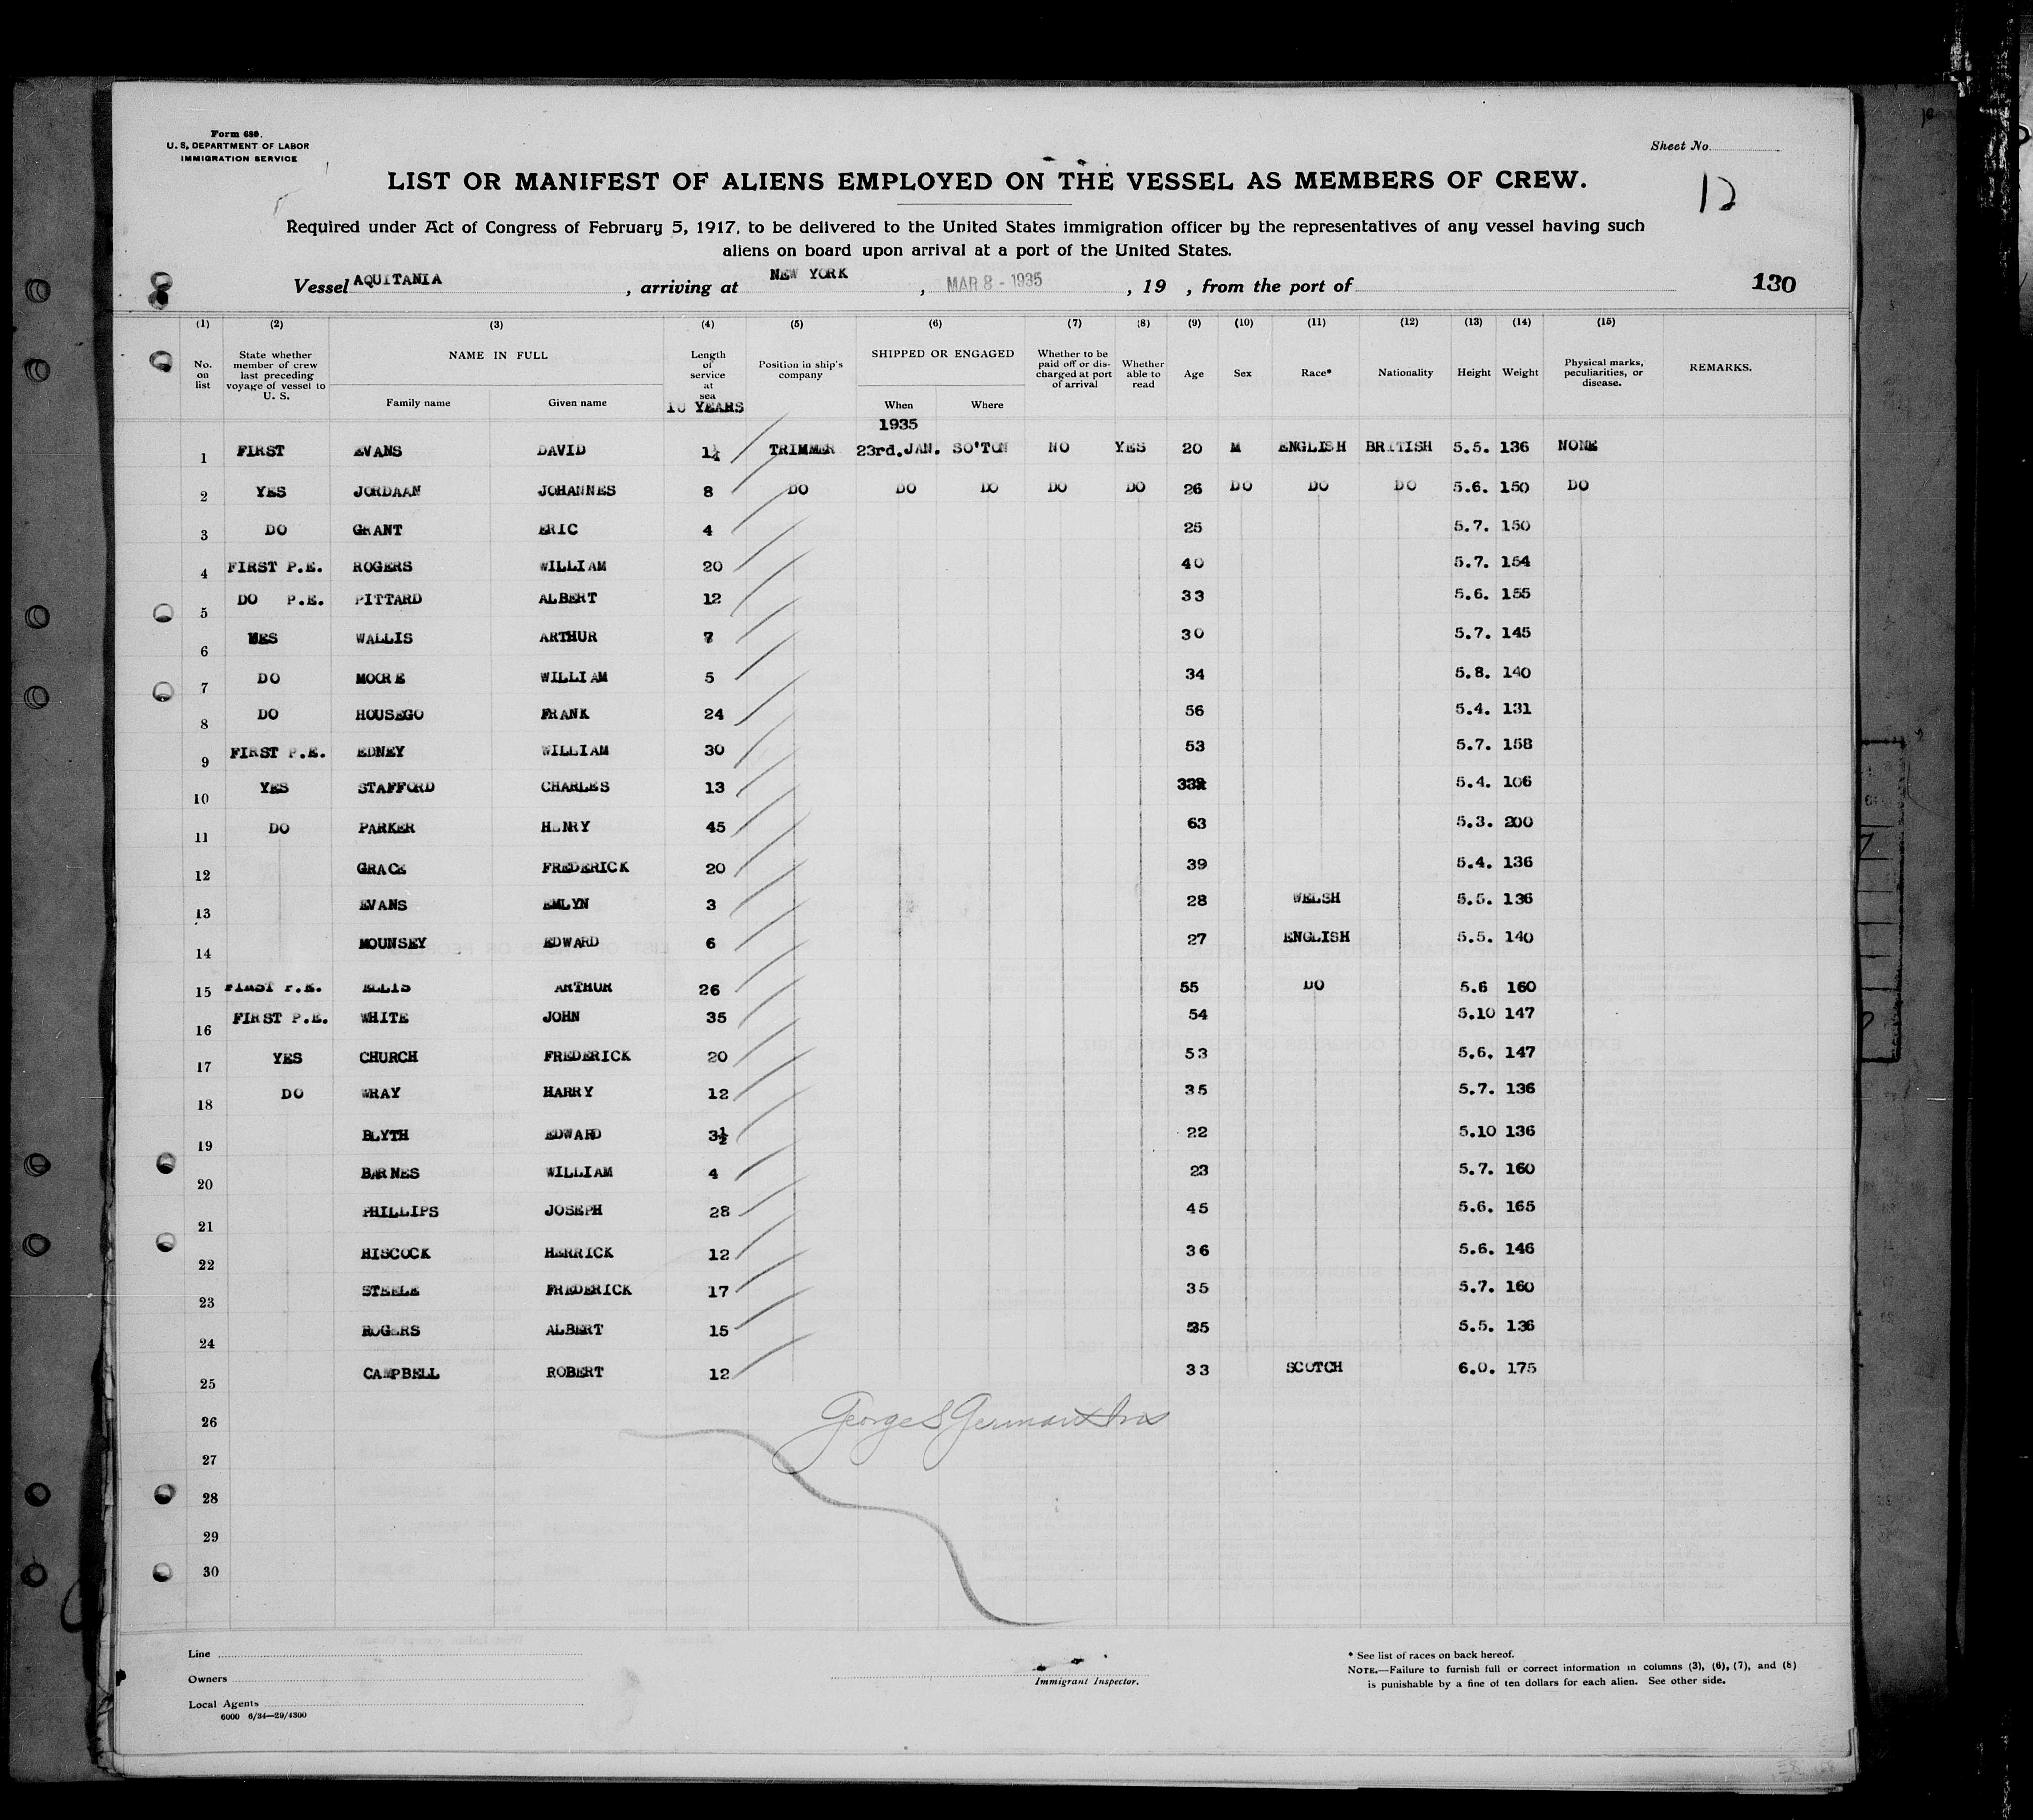 Form 680.
U. S. DEPARTMENT OF LABOR
IMMIGRATION SERVICE
Sheet No.
LIST OR MANIFEST OF ALIENS EMPLOYED ON THE VESSEL AS MEMBERS OF CREW.
12
Required under Act of Congress of February 5, 1917, to be delivered to the United States immigration officer by the representatives of any vessel having such
aliens on board upon arrival at a port of the United States.
Vessel AQUITANIA , arriving at NEW YORK , MAR 8 - 1935 , 19 , from the port of 130
(1) (2) (3) (4) (5) (6) (7) (8) (9) (10) (11) (12) (13) (14) (15)
No. on list State whether member of crew last preceding voyage of vessel to U. S. NAME IN FULL Family name Given name Length of service at sea Position in ship's company SHIPPED OR ENGAGED When Where Whether to be paid off or discharged at port of arrival Whether able to read Age Sex Race* Nationality Height Weight Physical marks, peculiarities, or disease. REMARKS.
YEARS 1935
1 FIRST EVANS DAVID 1¼ TRIMMER 23rd.JAN. SO'TON NO YES 20 M ENGLISH BRITISH 5.5. 136 NONE
2 YES JORDAAN JOHANNES 8 DO DO DO DO DO 26 DO DO DO 5.6. 150 DO
3 DO GRANT ERIC 4 25 5.7. 150
4 FIRST P.E. ROGERS WILLIAM 20 40 5.7. 154
5 DO P.E. PITTARD ALBERT 12 33 5.6. 155
6 YES WALLIS ARTHUR 7 30 5.7. 145
7 DO MOORE WILLIAM 5 34 5.8. 140
8 DO HOUSEGO FRANK 24 56 5.4. 131
9 FIRST P.E. EDNEY WILLIAM 30 53 5.7. 158
10 YES STAFFORD CHARLES 13 5.4. 106
11 DO PARKER HENRY 45 63 5.3. 200
12 GRACE FREDERICK 20 39 5.4. 136
13 EVANS EMLYN 3 28 WELSH 5.5. 136
14 MOUNSEY EDWARD 6 27 ENGLISH 5.5. 140
15 FIRST P.E. ELLIS ARTHUR 26 55 DO 5.6 160
16 FIRST P.E. WHITE JOHN 35 54 5.10 147
17 YES CHURCH FREDERICK 20 53 5.6. 147
18 DO WRAY HARRY 12 35 5.7. 136
19 BLYTH EDWARD 3½ 22 5.10 136
20 BARNES WILLIAM 4 23 5.7. 160
21 PHILLIPS JOSEPH 28 45 5.6. 165
22 HISCOCK HERRICK 12 36 5.6. 146
23 STEELE FREDERICK 17 35 5.7. 160
24 ROGERS ALBERT 15 35 5.5. 136
25 CAMPBELL ROBERT 12 33 SCOTCH 6.0. 175
26 George S German
27
28
29
30
Line
Owners
Local Agents
6000 6/34—29/4300
Immigrant Inspector.
* See list of races on back hereof.
NOTE.—Failure to furnish full or correct information in columns (3), (6), (7), and (8)
is punishable by a fine of ten dollars for each alien. See other side.